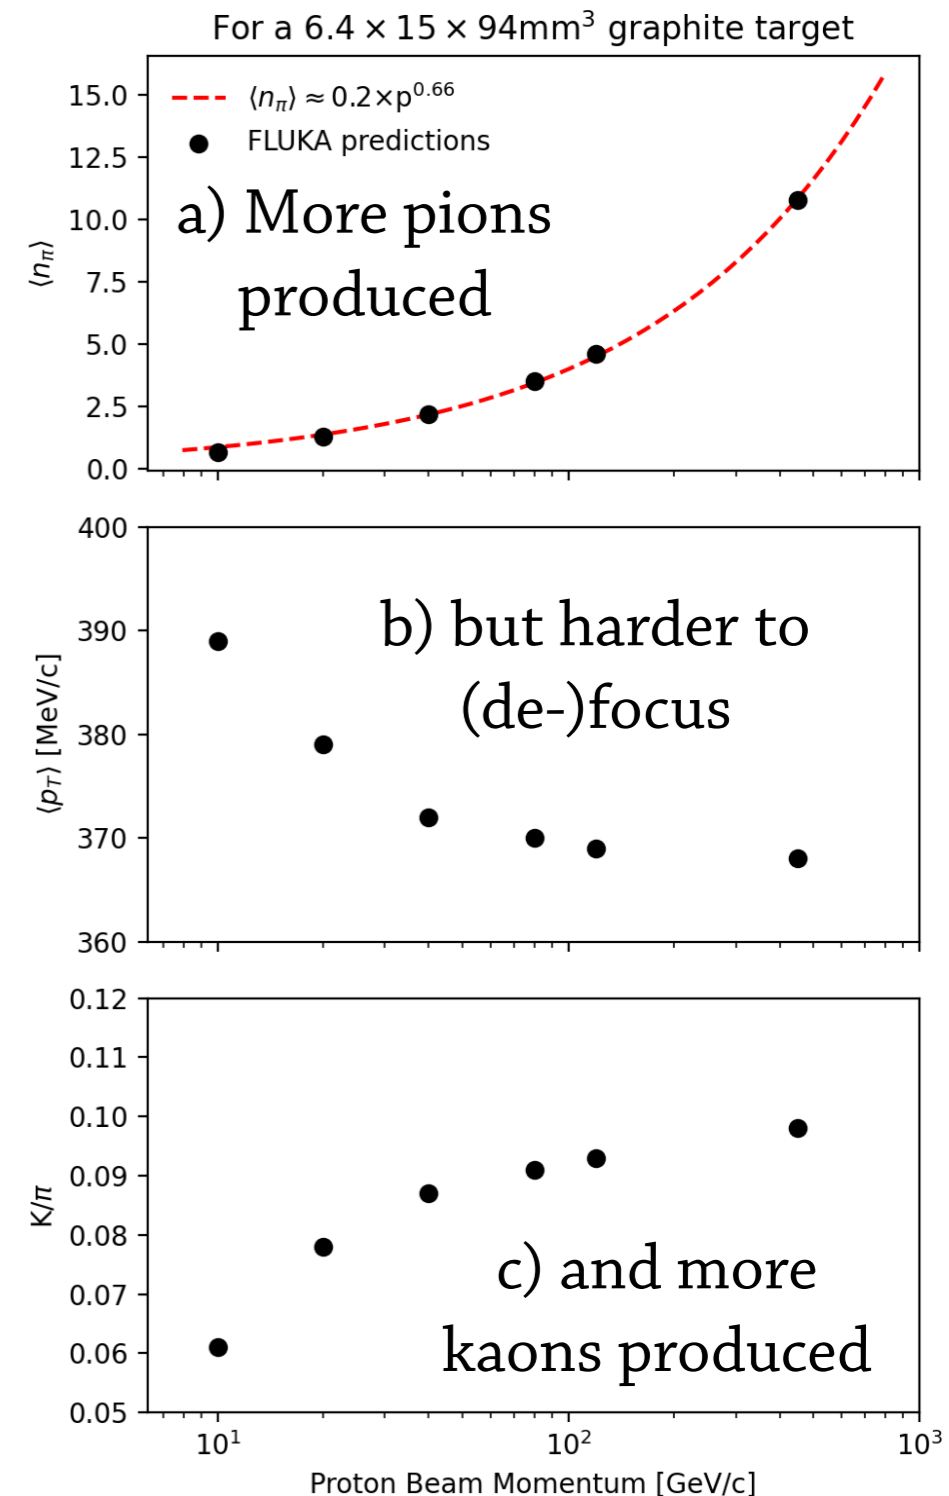 For a 6.4 × 15 × 94mm³ graphite target
⟨nπ⟩ ≈ 0.2×p^0.66
FLUKA predictions
a) More pions
produced
⟨nπ⟩
15.0
12.5
10.0
7.5
5.0
2.5
0.0
b) but harder to
(de-)focus
⟨pT⟩ [MeV/c]
400
390
380
370
360
c) and more
kaons produced
K/π
0.12
0.11
0.10
0.09
0.08
0.07
0.06
0.05
10¹ 10² 10³
Proton Beam Momentum [GeV/c]